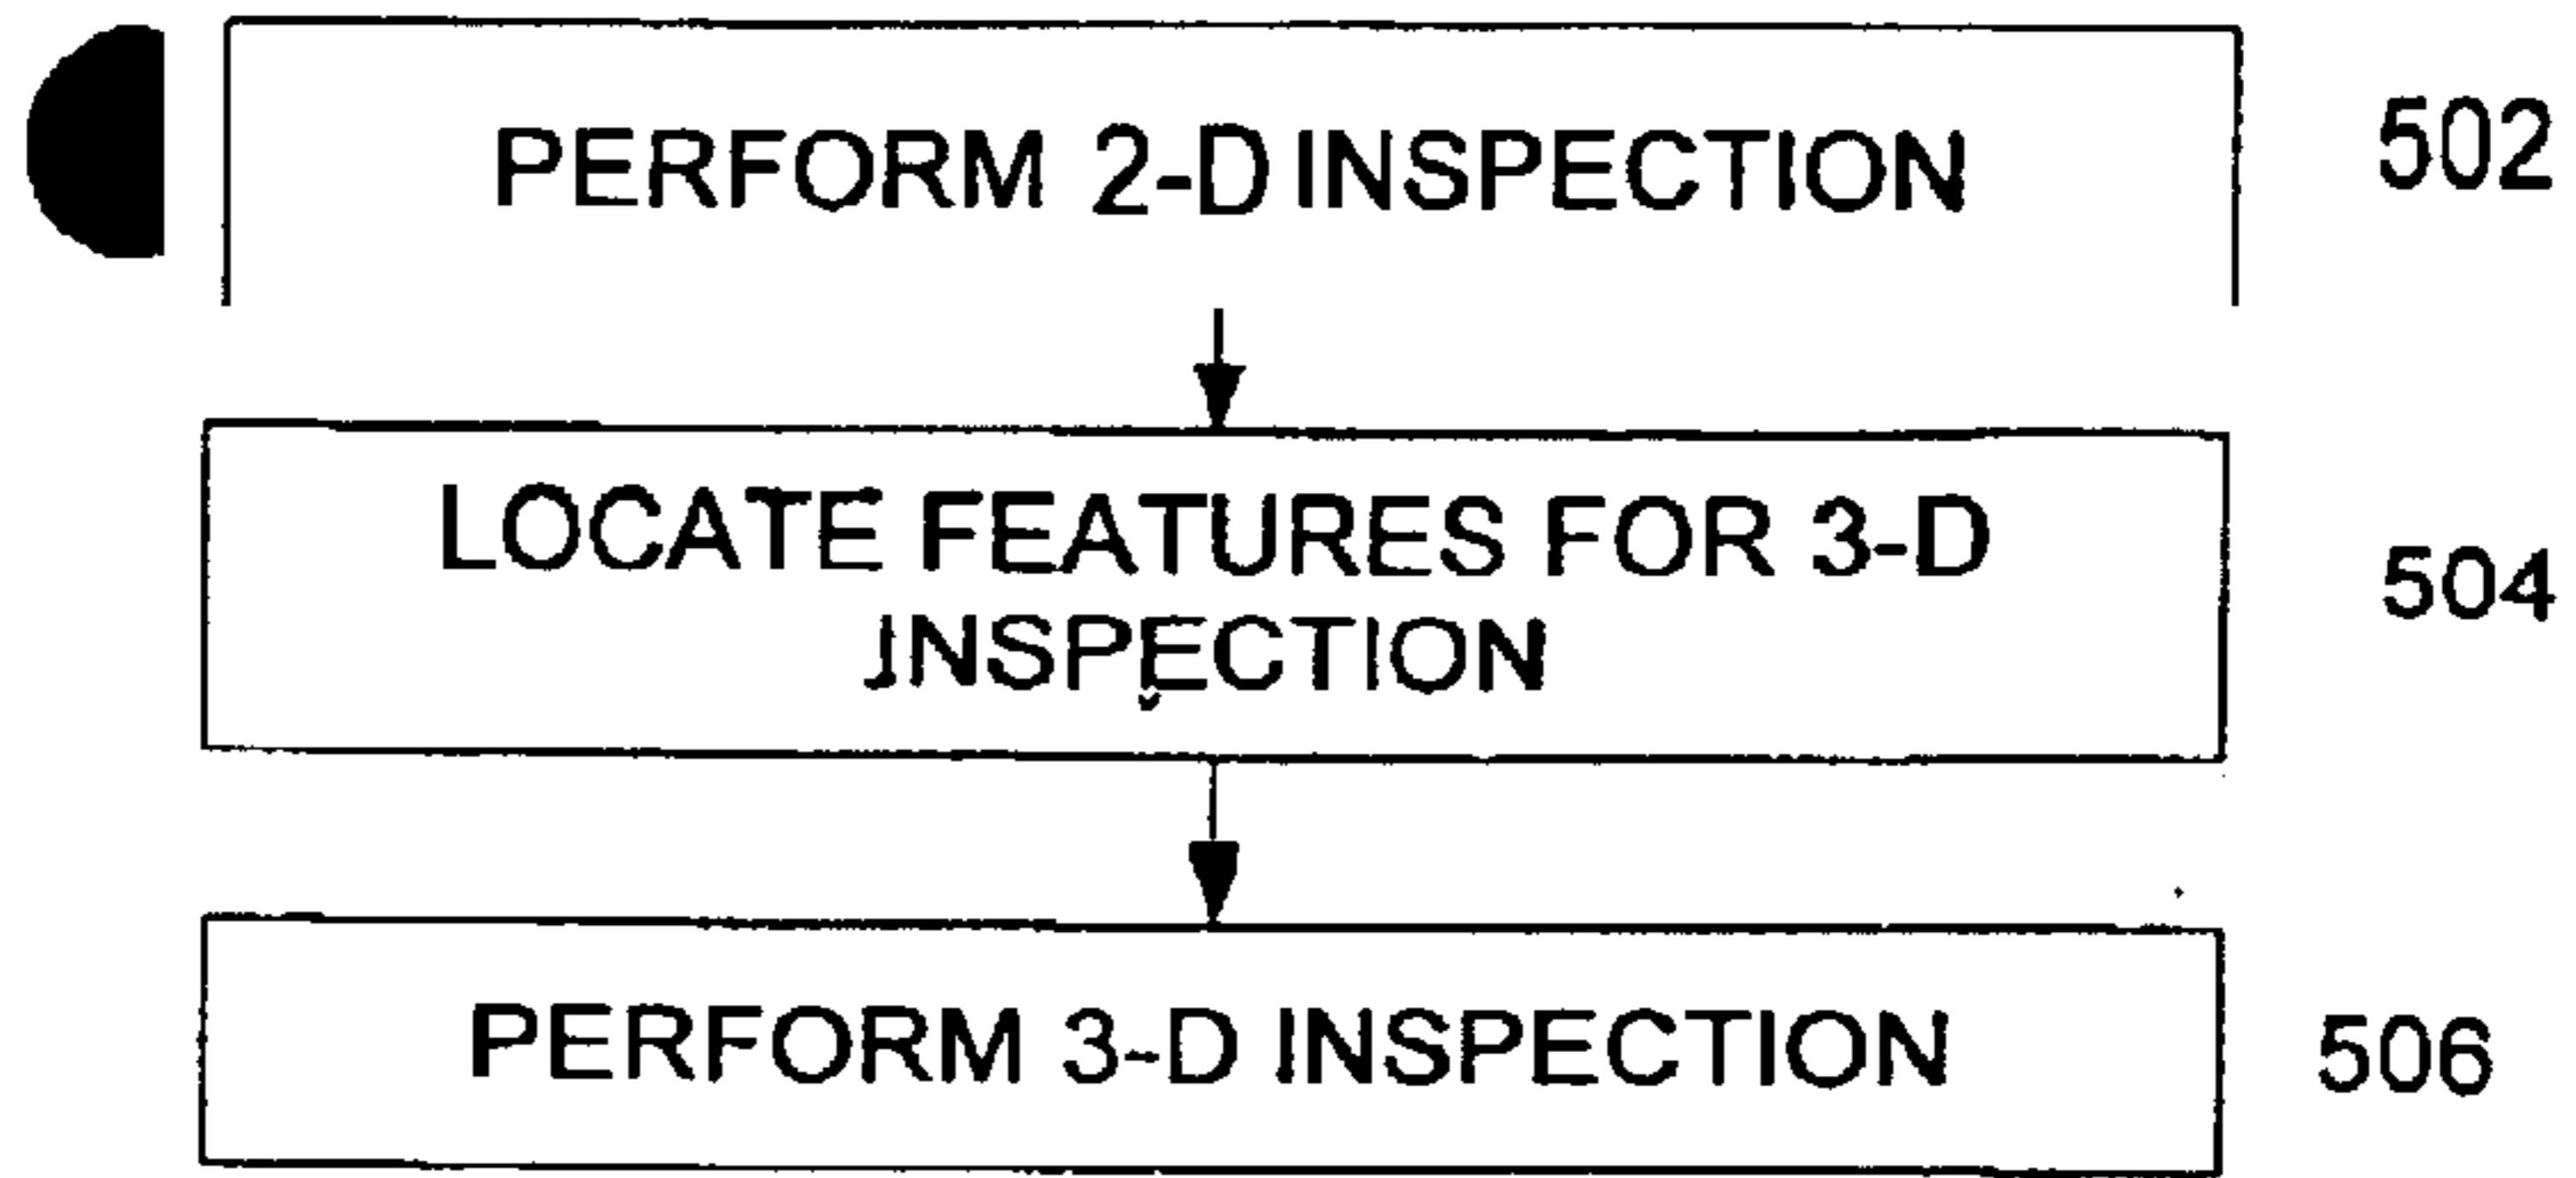 PERFORM 2-D INSPECTION
502
LOCATE FEATURES FOR 3-D
INSPECTION
504
PERFORM 3-D INSPECTION
506